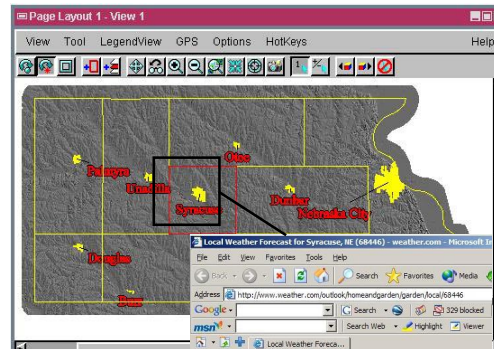 Page Layout 1 - View 1
View Tool LegendView GPS Options HotKeys Help
Otoe
Palmyra
Unadilla
Syracuse
Dunbar
Nebraska City
Douglas
Burr
Local Weather Forecast for Syracuse, NE (68446) - weather.com - Microsoft In
File Edit View Favorites Tools Help
Back Search Favorites Media
Address http://www.weather.com/outlook/homeandgarden/garden/local/68446
Google Search 329 blocked
msn Search Web Highlight Viewer
Local Weather Foreca...